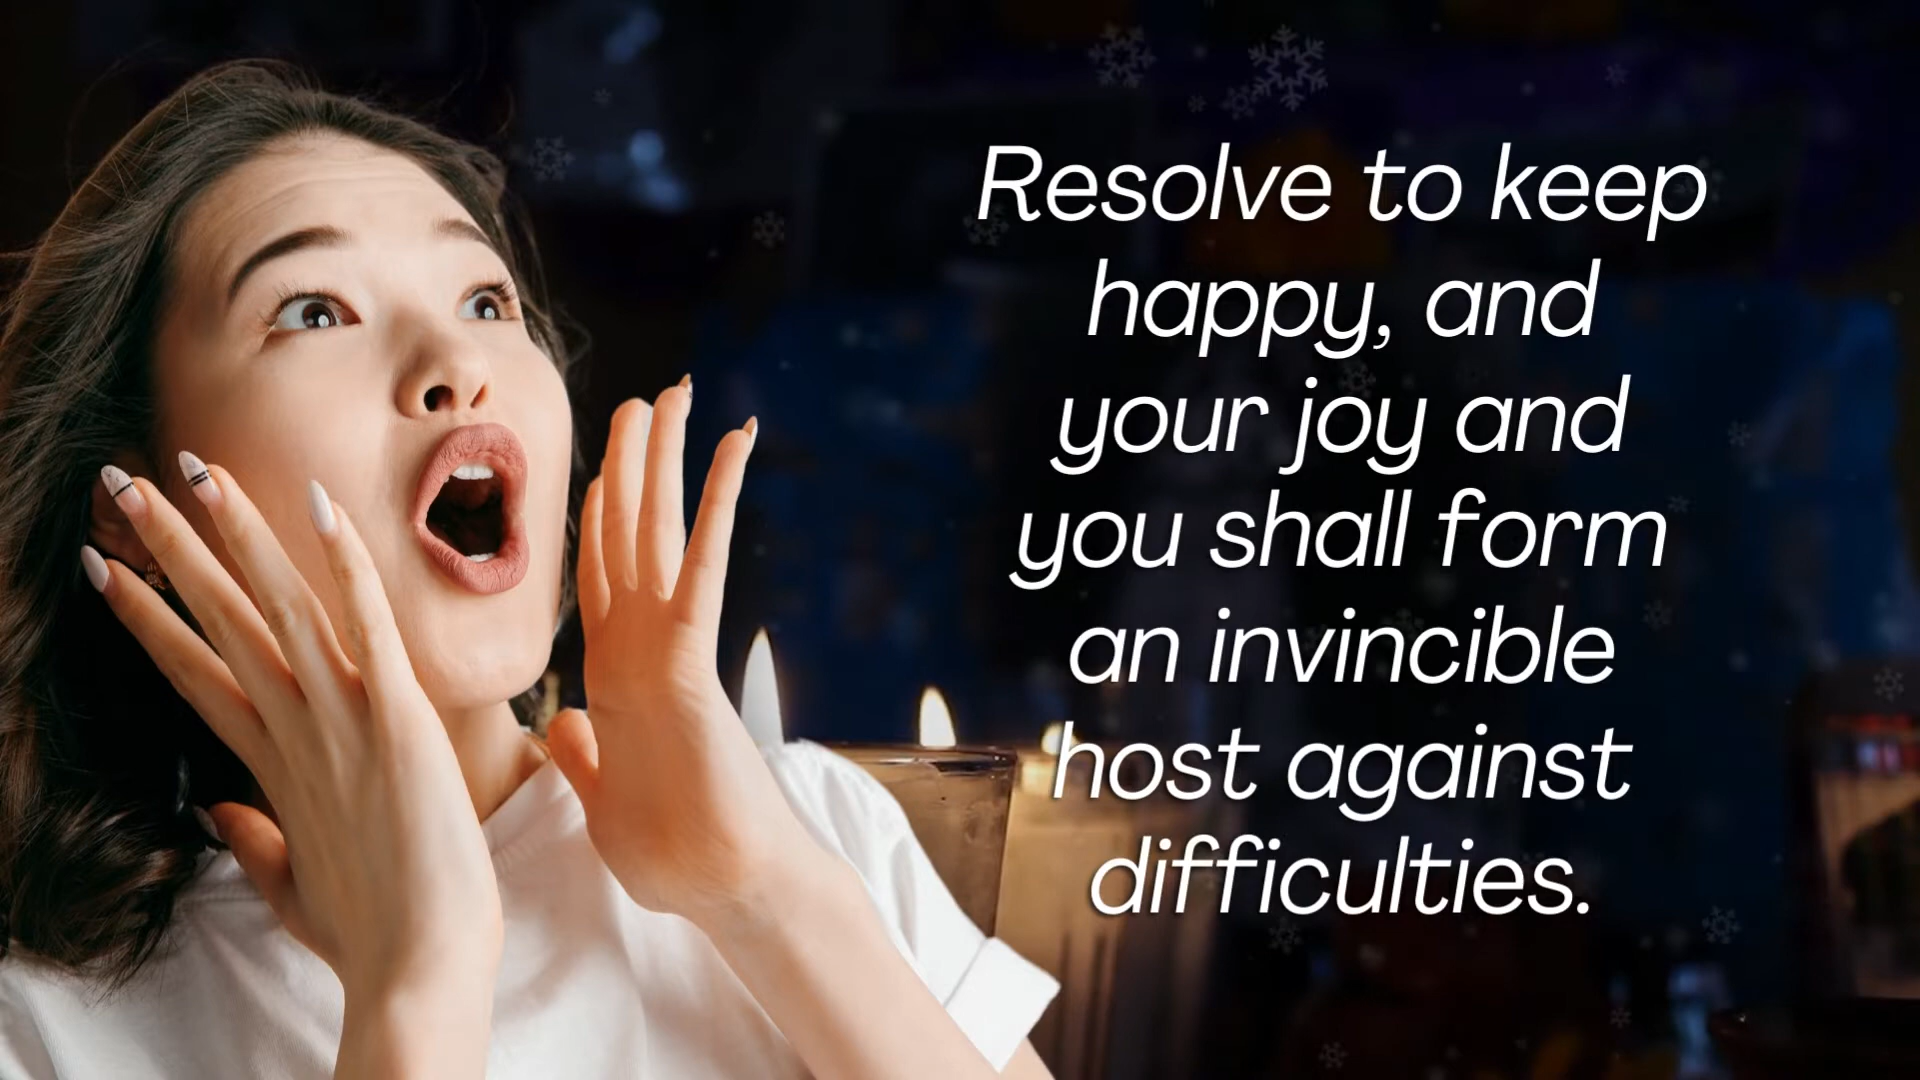 Resolve to keep
happy, and
your joy and
you shall form
an invincible
host against
difficulties.